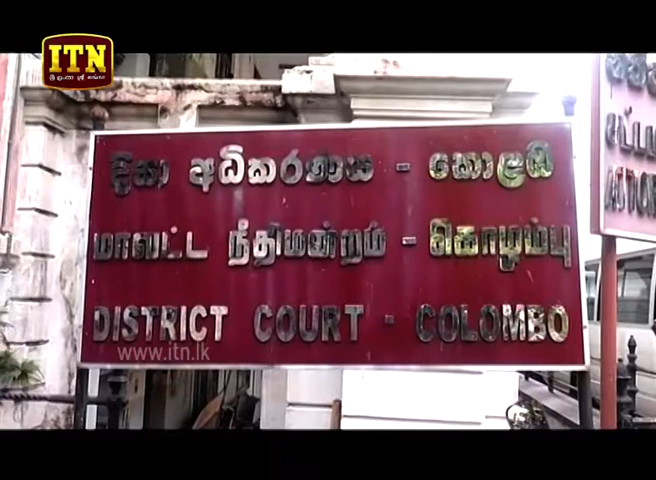 ITN
දිසා අධිකරණය - කොළඹ
மாவட்ட நீதிமன்றம் - கொழும்பு
DISTRICT COURT - COLOMBO
www.itn.lk